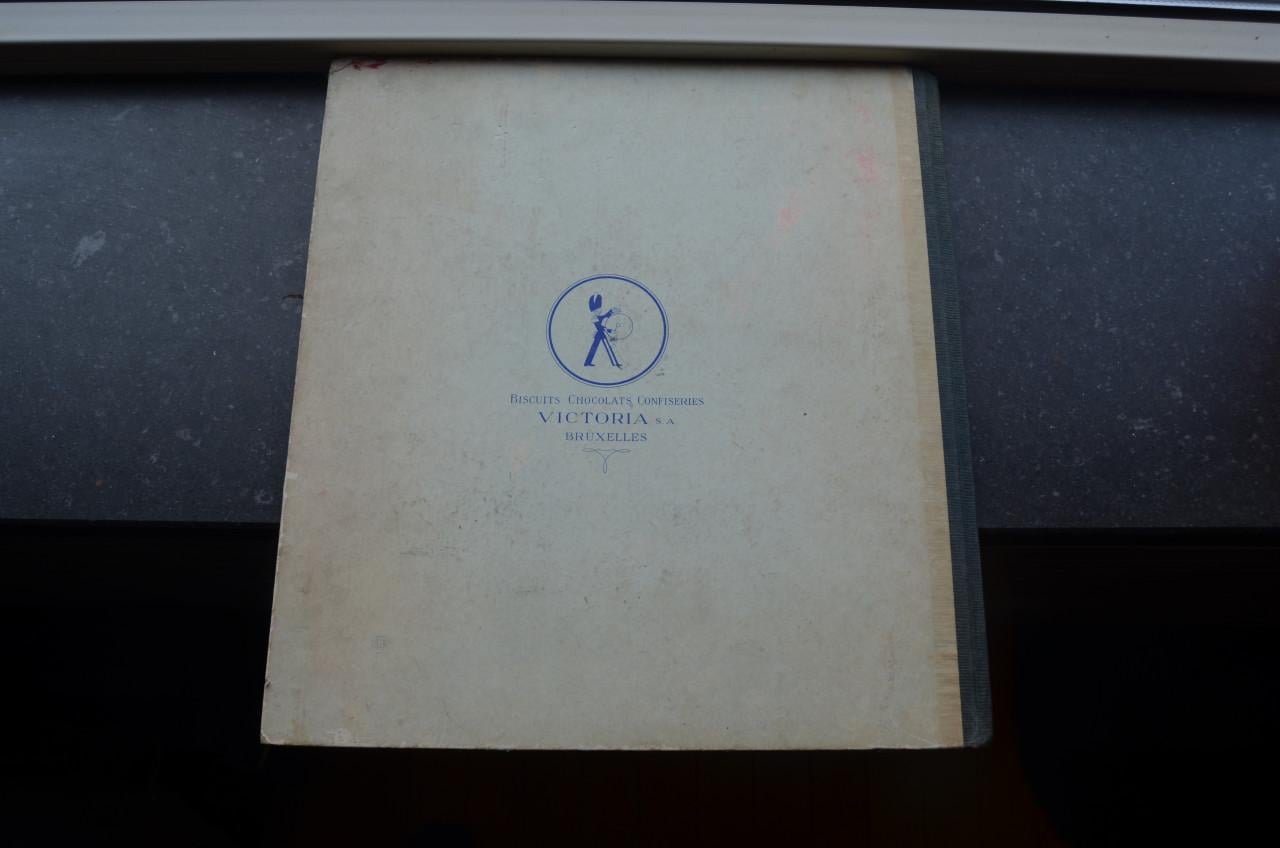 BISCUITS CHOCOLATS CONFISERIES
VICTORIA S.A.
BRUXELLES